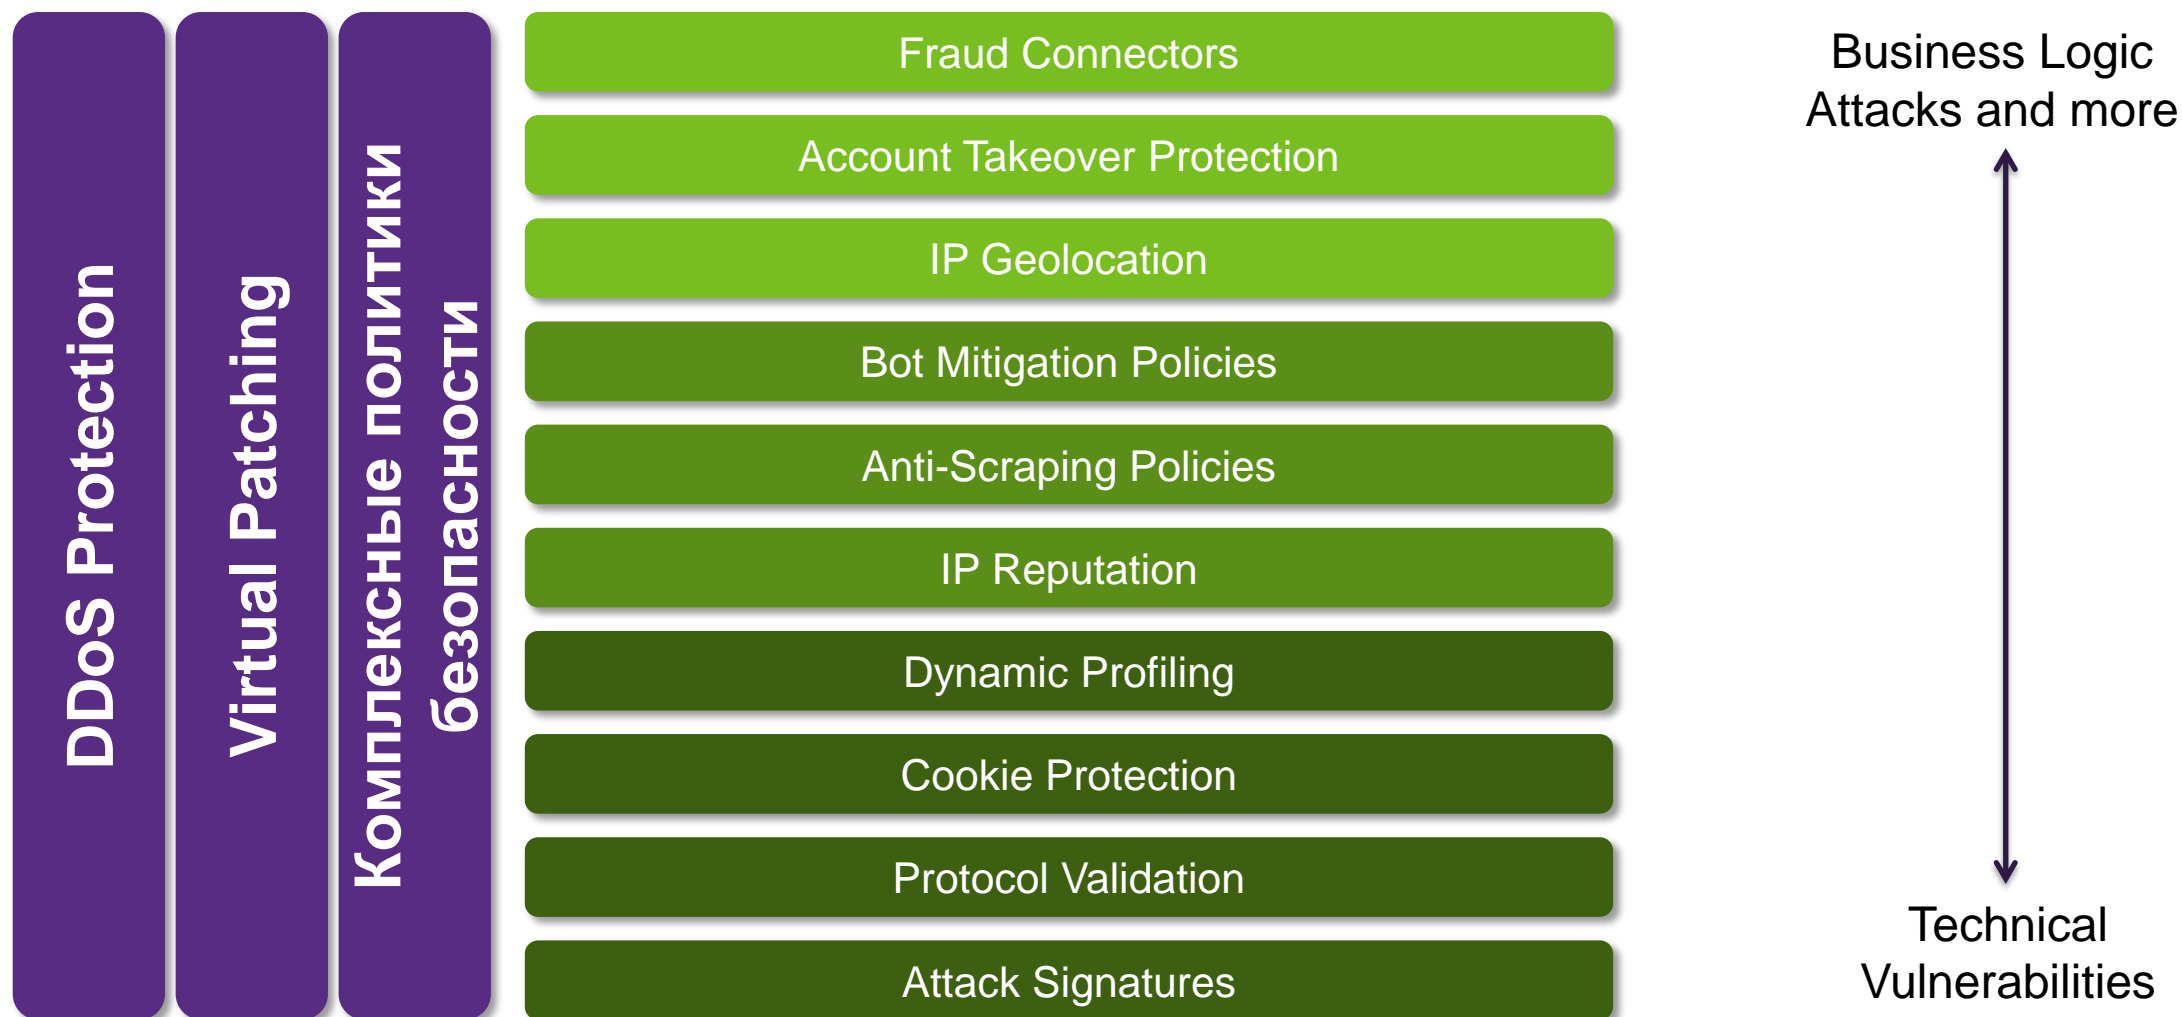 DDoS Protection
Virtual Patching
Комплексные политики
безопасности
Fraud Connectors
Account Takeover Protection
IP Geolocation
Bot Mitigation Policies
Anti-Scraping Policies
IP Reputation
Dynamic Profiling
Cookie Protection
Protocol Validation
Attack Signatures
Business Logic
Attacks and more
Technical
Vulnerabilities